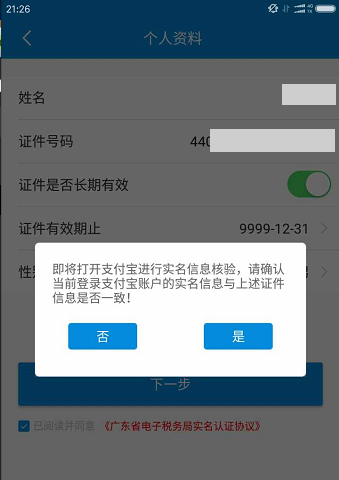 21:26
个人资料
姓名
证件号码 440
证件是否长期有效
证件有效期止 9999-12-31
即将打开支付宝进行实名信息核验，请确认
当前登录支付宝账户的实名信息与上述证件
信息是否一致！
否 是
下一步
已阅读并同意 《广东省电子税务局实名认证协议》